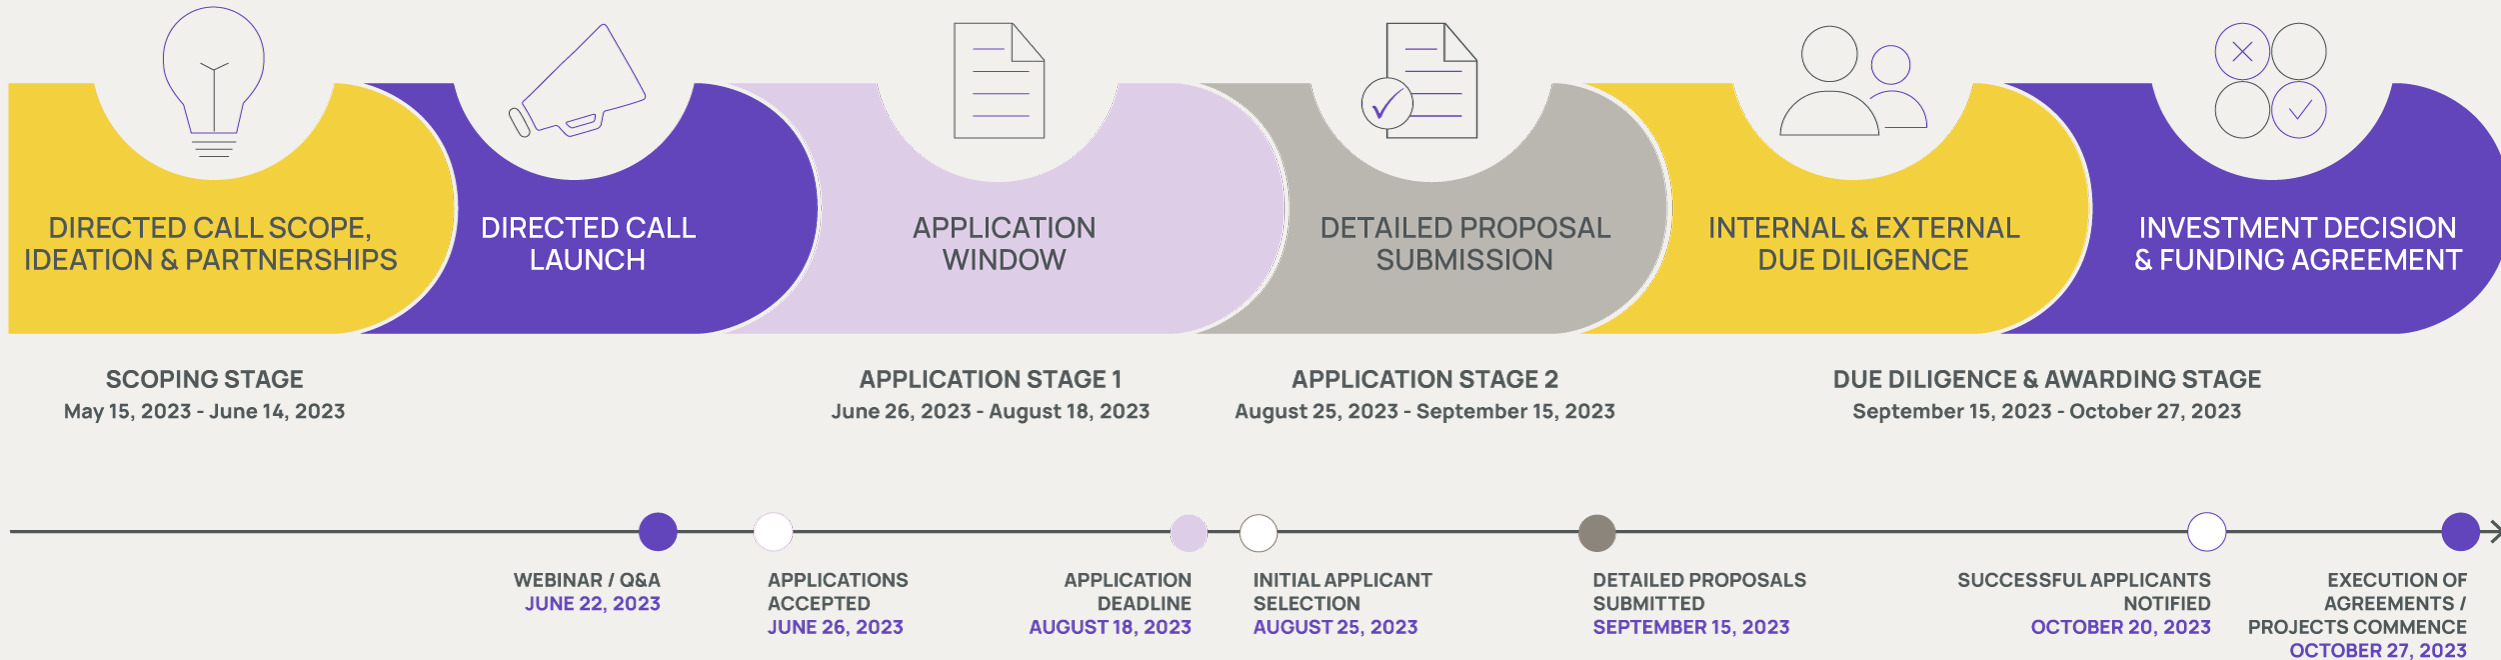 DIRECTED CALL SCOPE,
IDEATION & PARTNERSHIPS
DIRECTED CALL
LAUNCH
APPLICATION
WINDOW
DETAILED PROPOSAL
SUBMISSION
INTERNAL & EXTERNAL
DUE DILIGENCE
INVESTMENT DECISION
& FUNDING AGREEMENT
SCOPING STAGE
May 15, 2023 - June 14, 2023
APPLICATION STAGE 1
June 26, 2023 - August 18, 2023
APPLICATION STAGE 2
August 25, 2023 - September 15, 2023
DUE DILIGENCE & AWARDING STAGE
September 15, 2023 - October 27, 2023
WEBINAR / Q&A
JUNE 22, 2023
APPLICATIONS
ACCEPTED
JUNE 26, 2023
APPLICATION
DEADLINE
AUGUST 18, 2023
INITIAL APPLICANT
SELECTION
AUGUST 25, 2023
DETAILED PROPOSALS
SUBMITTED
SEPTEMBER 15, 2023
SUCCESSFUL APPLICANTS
NOTIFIED
OCTOBER 20, 2023
EXECUTION OF
AGREEMENTS /
PROJECTS COMMENCE
OCTOBER 27, 2023